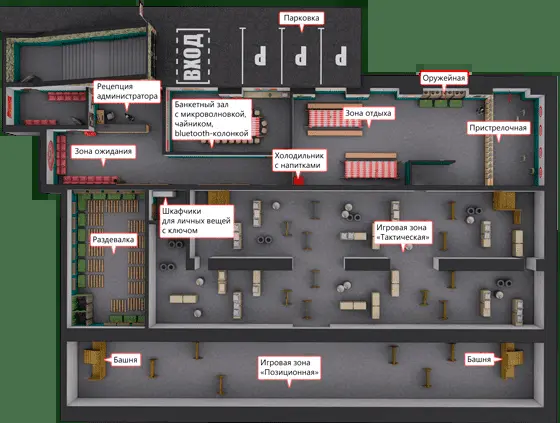 Парковка
ВХОД
P
P
P
Оружейная
Рецепция
администратора
Банкетный зал
с микроволновкой,
чайником,
bluetooth-колонкой
Зона отдыха
Пристрелочная
Зона ожидания
Холодильник
с напитками
Шкафчики
для личных вещей
с ключом
Раздевалка
Игровая зона
«Тактическая»
Башня
Игровая зона
«Позиционная»
Башня